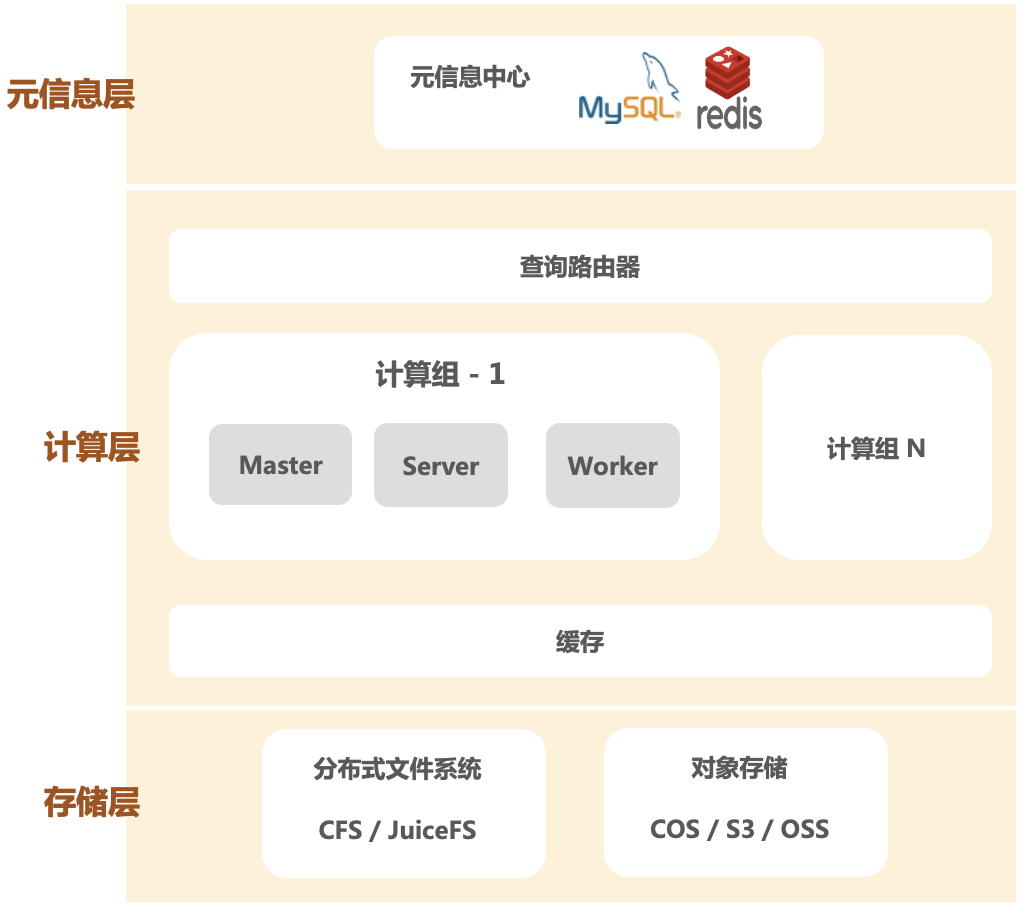 元信息层
元信息中心
MySQL®
redis
查询路由器
计算层
计算组 - 1
Master
Server
Worker
计算组 N
缓存
存储层
分布式文件系统
CFS / JuiceFS
对象存储
COS / S3 / OSS